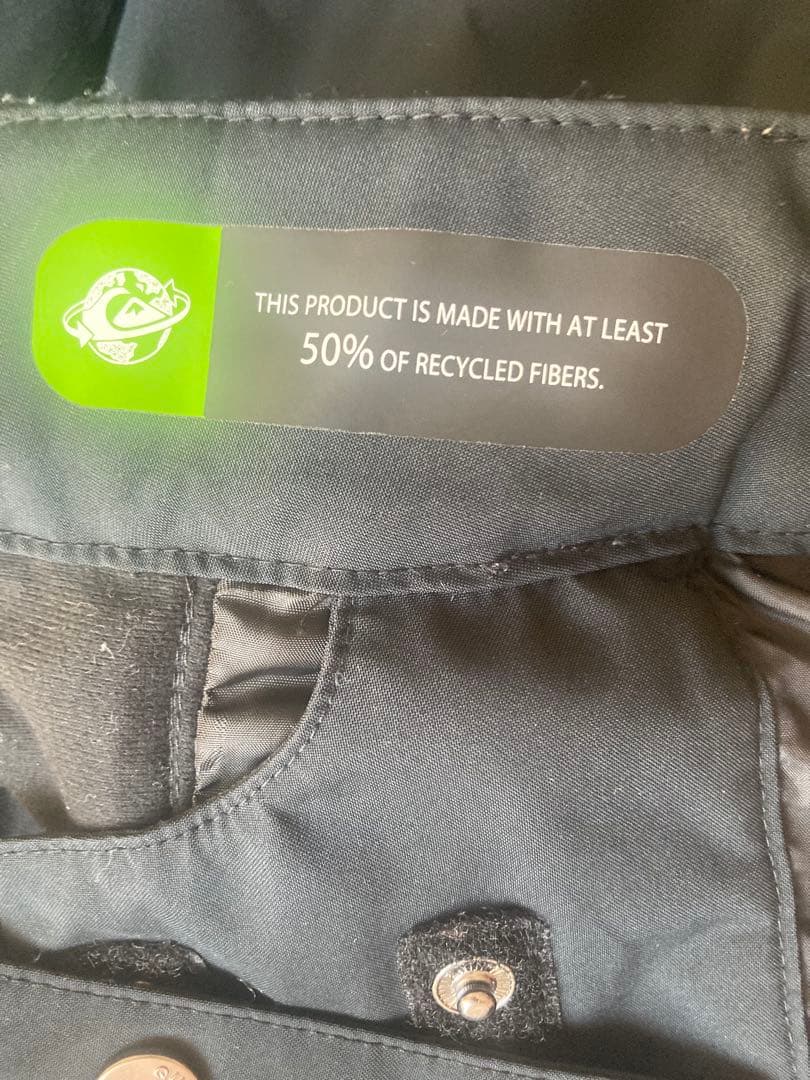 THIS PRODUCT IS MADE WITH AT LEAST
50% OF RECYCLED FIBERS.